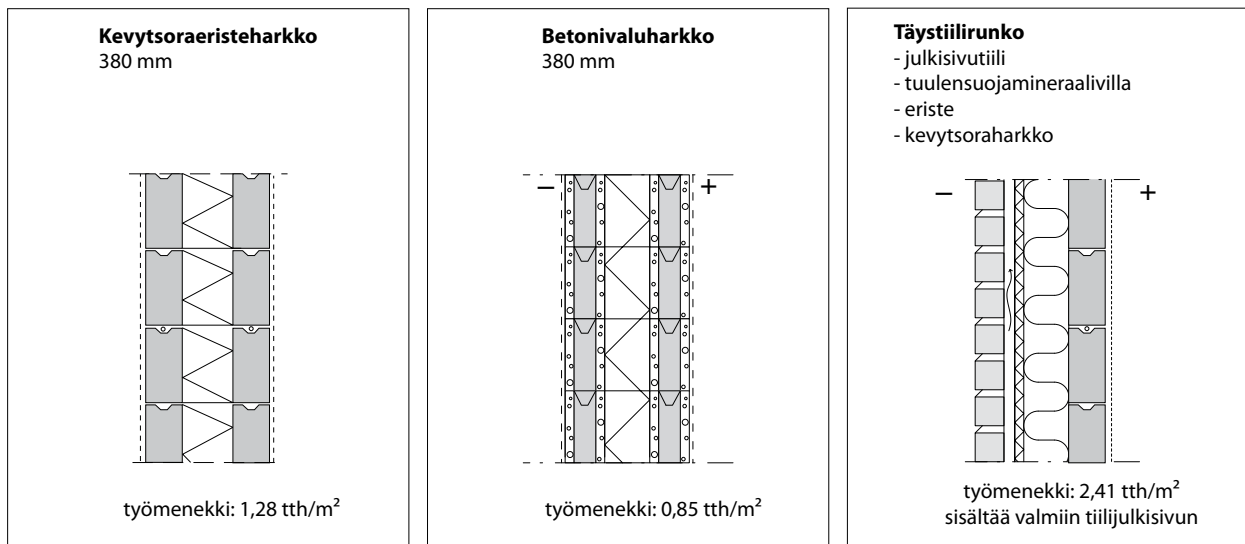 Kevytsoraeristeharkko
380 mm
työmenekki: 1,28 tth/m²
Betonivaluharkko
380 mm
– +
työmenekki: 0,85 tth/m²
Täystiilirunko
- julkisivutiili
- tuulensuojamineraalivilla
- eriste
- kevytsoraharkko
– +
työmenekki: 2,41 tth/m²
sisältää valmiin tiilijulkisivun